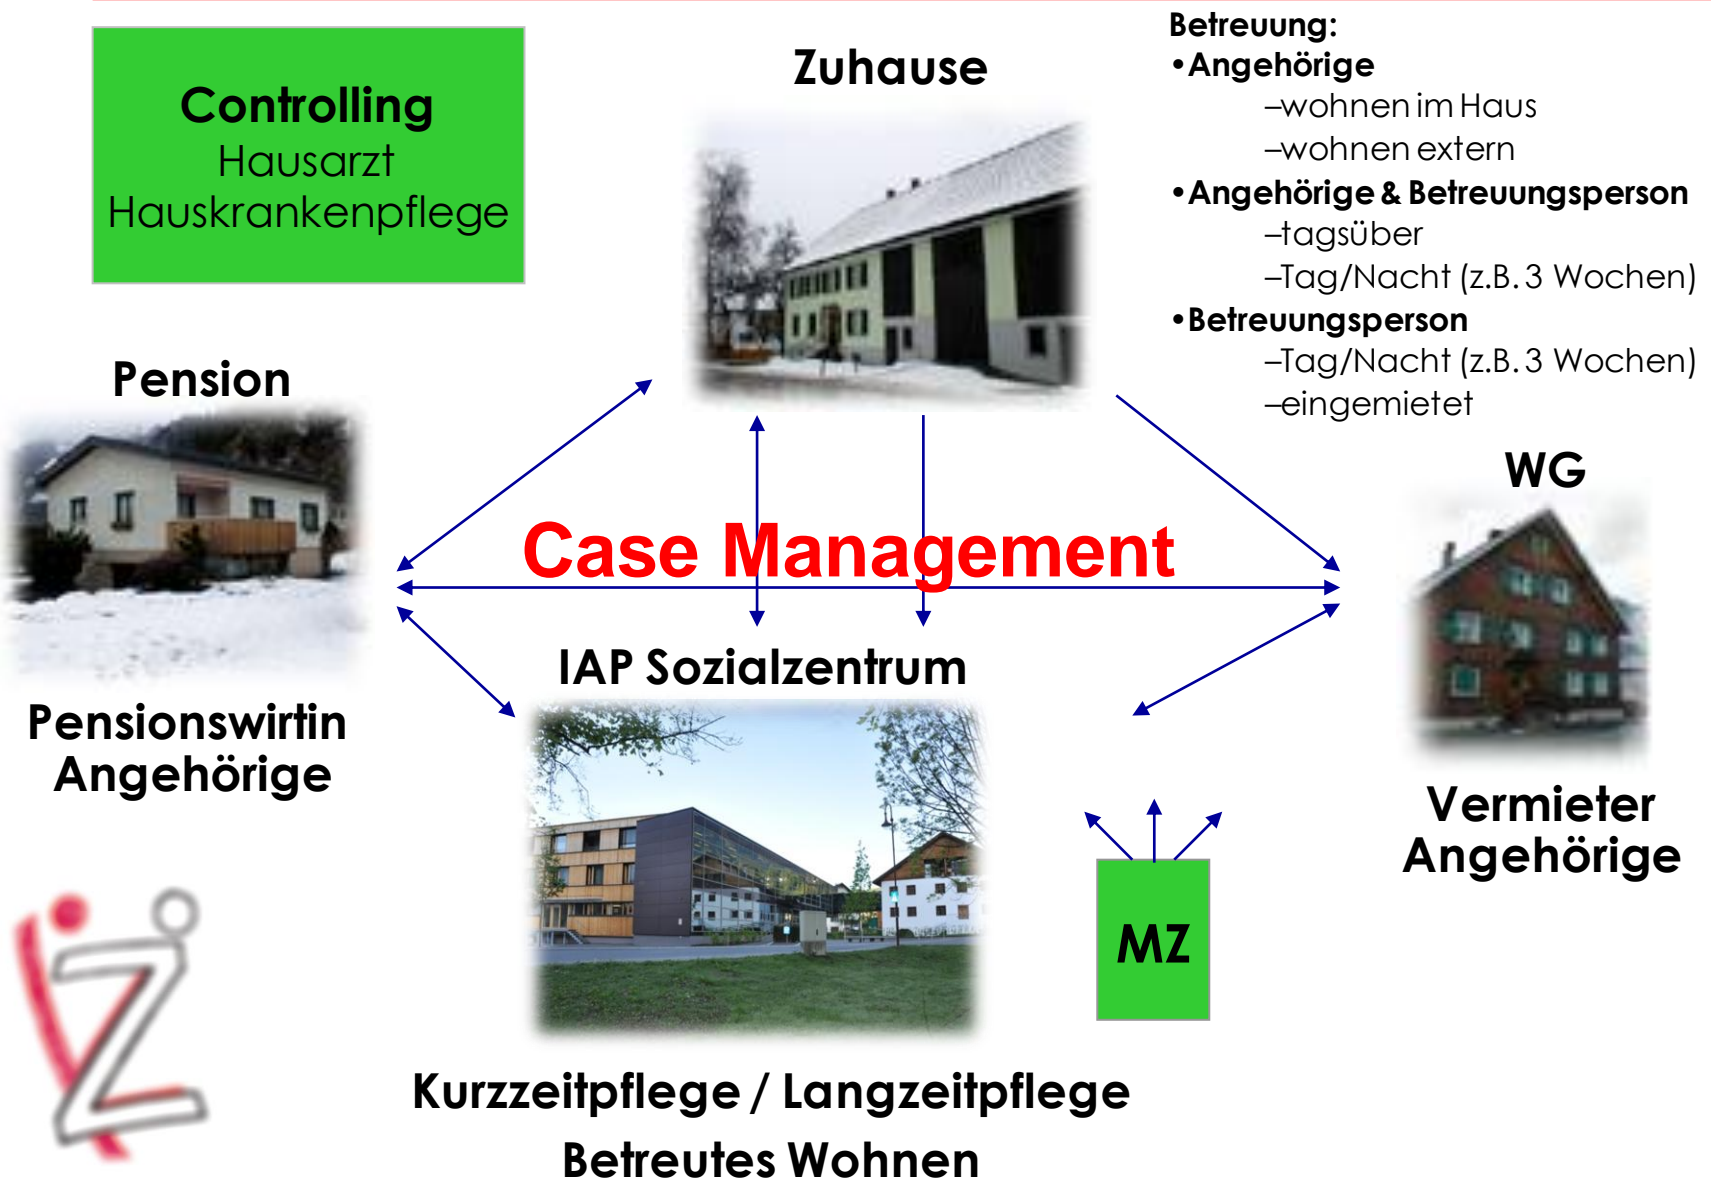 Controlling
Hausarzt
Hauskrankenpflege
Zuhause
Betreuung:
•Angehörige
–wohnen im Haus
–wohnen extern
•Angehörige & Betreuungsperson
–tagsüber
–Tag/Nacht (z.B. 3 Wochen)
•Betreuungsperson
–Tag/Nacht (z.B. 3 Wochen)
–eingemietet
Pension
WG
Case Management
IAP Sozialzentrum
Pensionswirtin
Angehörige
Vermieter
Angehörige
MZ
Kurzzeitpflege / Langzeitpflege
Betreutes Wohnen